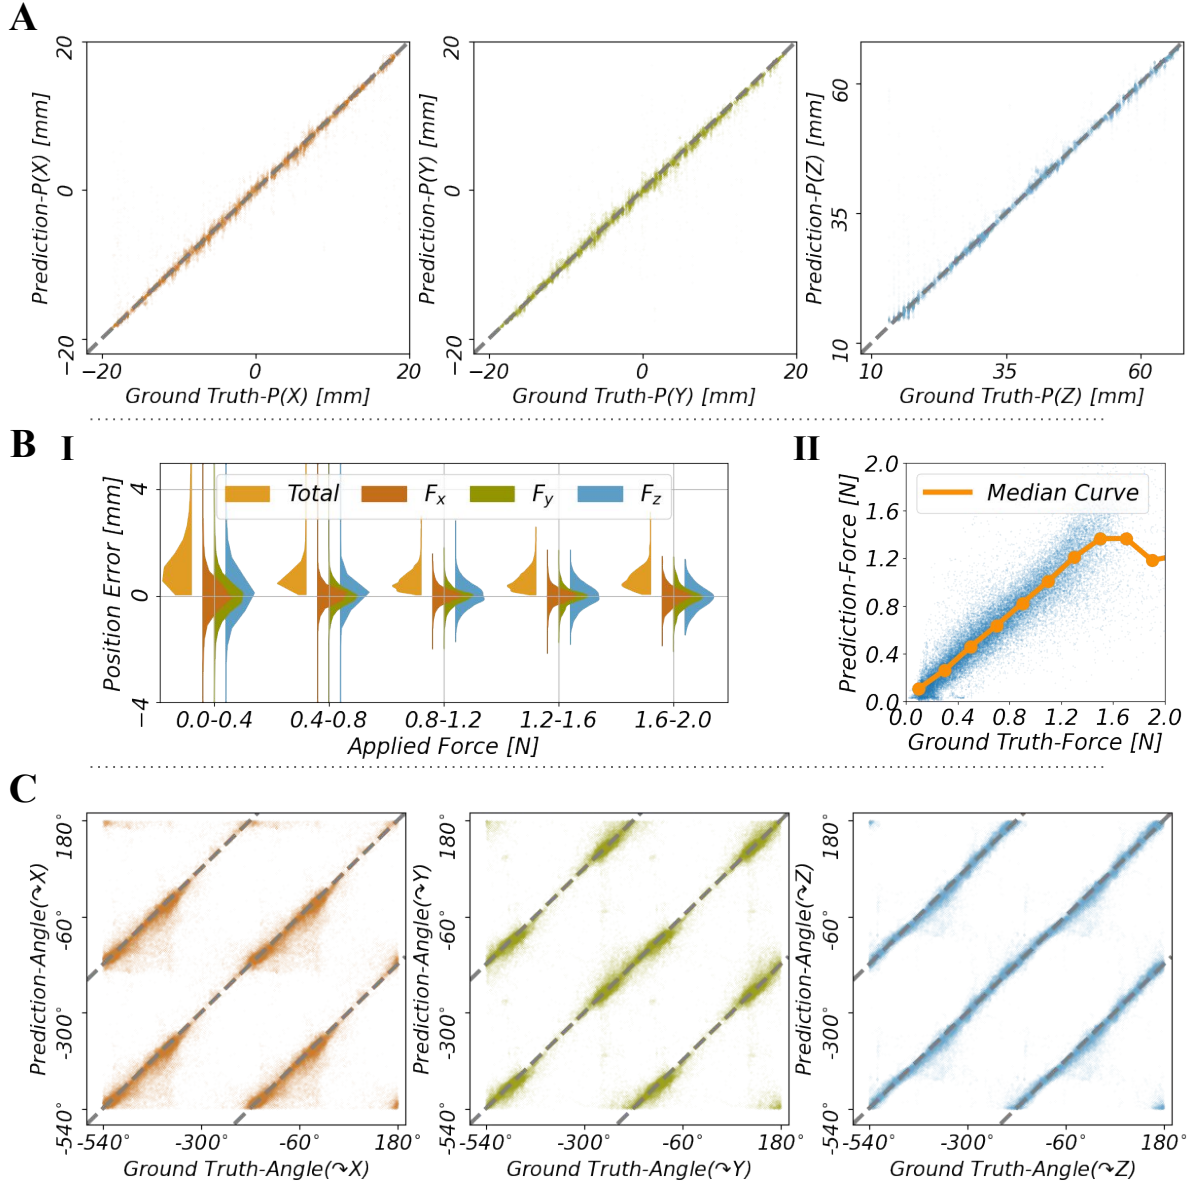 A
20
0
−20
Prediction-P(X) [mm]
−20 0 20
Ground Truth-P(X) [mm]
20
0
−20
Prediction-P(Y) [mm]
−20 0 20
Ground Truth-P(Y) [mm]
60
35
10
Prediction-P(Z) [mm]
10 35 60
Ground Truth-P(Z) [mm]
B
I
4
0
−4
Position Error [mm]
Total Fx Fy Fz
0.0-0.4 0.4-0.8 0.8-1.2 1.2-1.6 1.6-2.0
Applied Force [N]
II
2.0
1.6
1.2
0.8
0.4
0.0
Prediction-Force [N]
Median Curve
0.0 0.4 0.8 1.2 1.6 2.0
Ground Truth-Force [N]
C
180°
-60°
-300°
-540°
Prediction-Angle(↷X)
-540° -300° -60° 180°
Ground Truth-Angle(↷X)
180°
-60°
-300°
-540°
Prediction-Angle(↷Y)
-540° -300° -60° 180°
Ground Truth-Angle(↷Y)
180°
-60°
-300°
-540°
Prediction-Angle(↷Z)
-540° -300° -60° 180°
Ground Truth-Angle(↷Z)